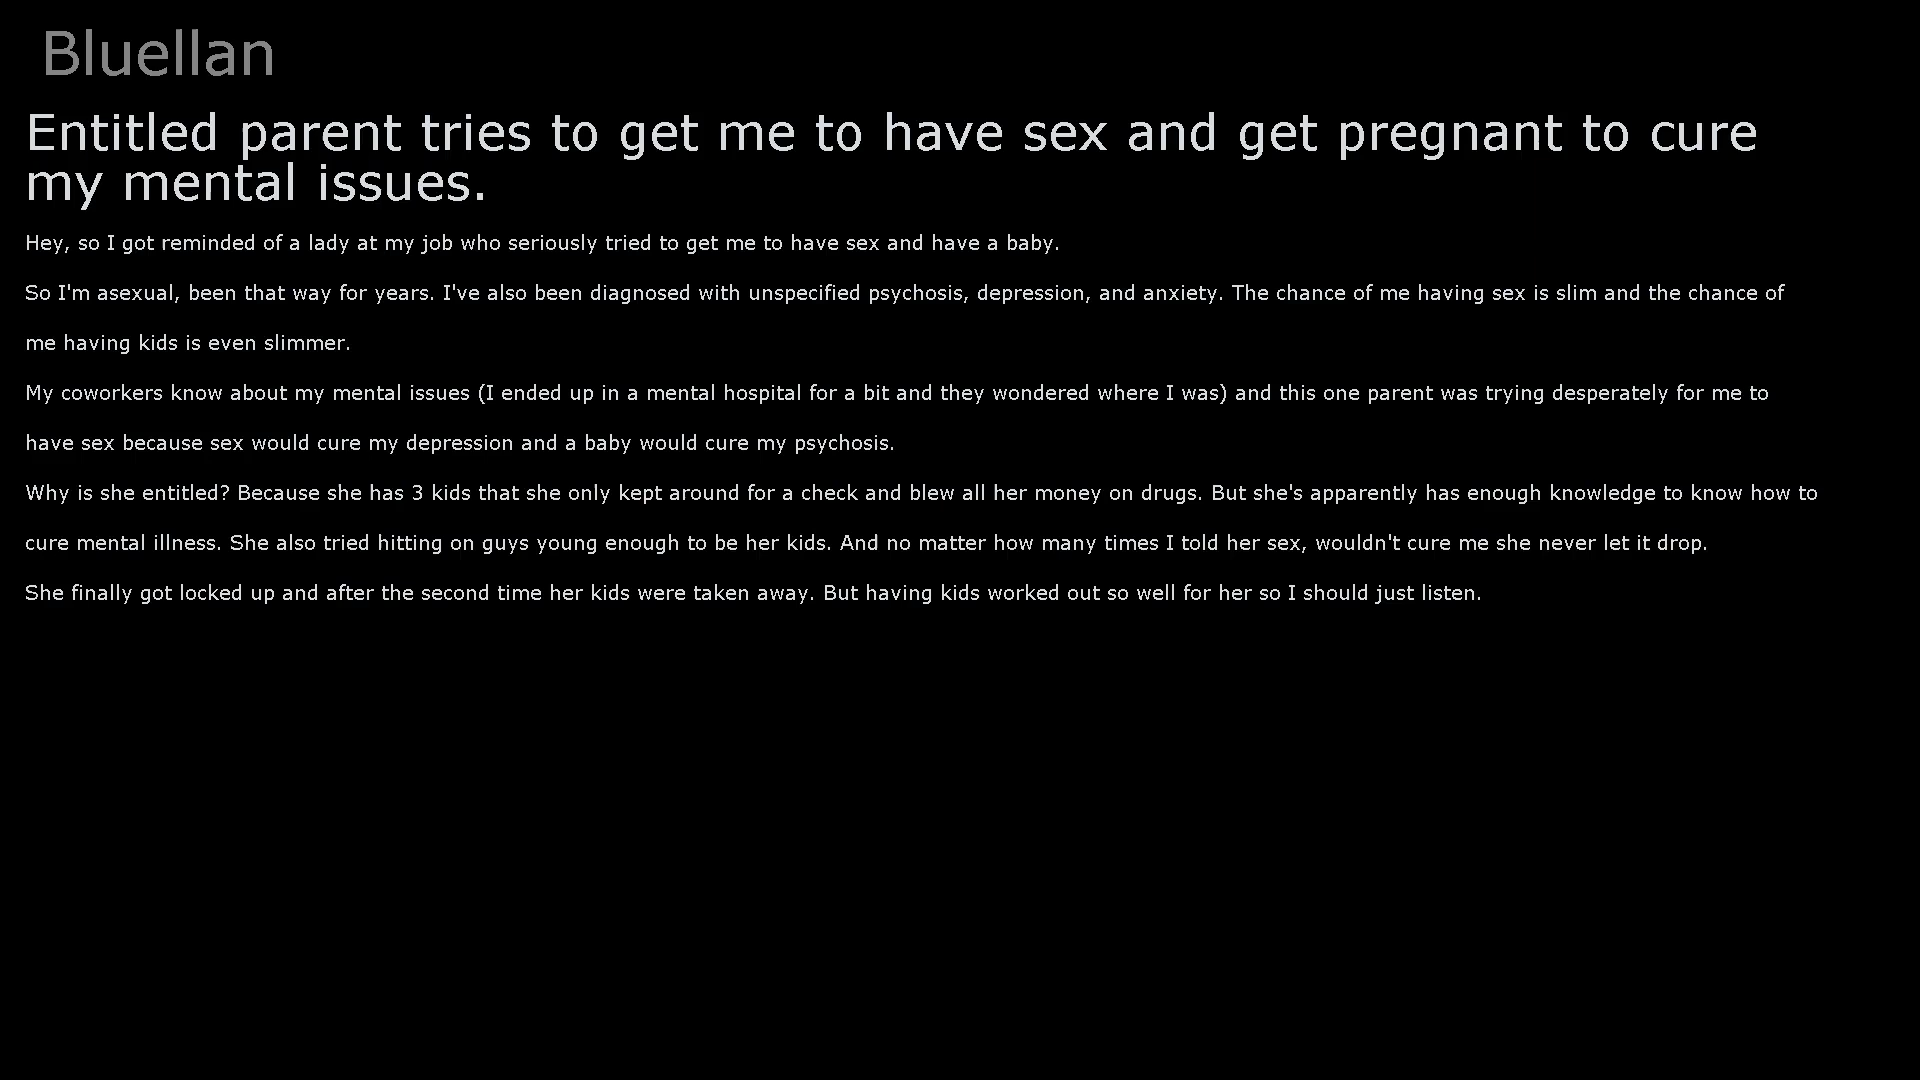 Bluellan
Entitled parent tries to get me to have sex and get pregnant to cure
my mental issues.
Hey, so I got reminded of a lady at my job who seriously tried to get me to have sex and have a baby.
So I'm asexual, been that way for years. I've also been diagnosed with unspecified psychosis, depression, and anxiety. The chance of me having sex is slim and the chance of
me having kids is even slimmer.
My coworkers know about my mental issues (I ended up in a mental hospital for a bit and they wondered where I was) and this one parent was trying desperately for me to
have sex because sex would cure my depression and a baby would cure my psychosis.
Why is she entitled? Because she has 3 kids that she only kept around for a check and blew all her money on drugs. But she's apparently has enough knowledge to know how to
cure mental illness. She also tried hitting on guys young enough to be her kids. And no matter how many times I told her sex, wouldn't cure me she never let it drop.
She finally got locked up and after the second time her kids were taken away. But having kids worked out so well for her so I should just listen.